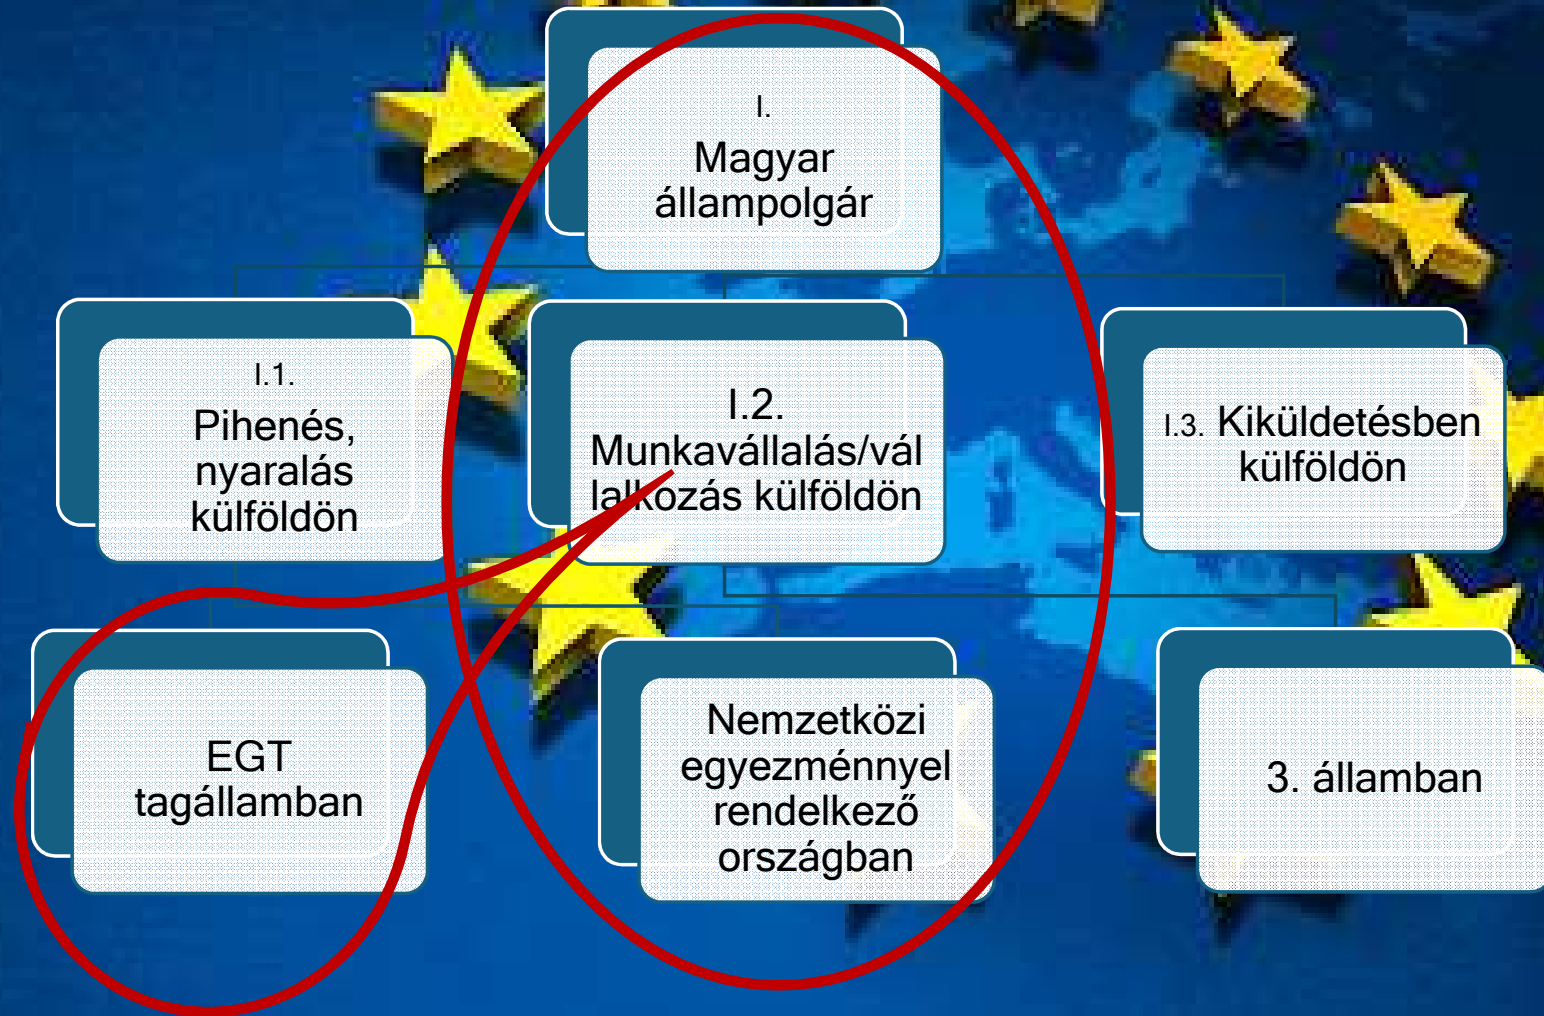 I.
Magyar
állampolgár
I.1.
Pihenés,
nyaralás
külföldön
I.2.
Munkavállalás/vál
lalkozás külföldön
I.3. Kiküldetésben
külföldön
EGT
tagállamban
Nemzetközi
egyezménnyel
rendelkező
országban
3. államban